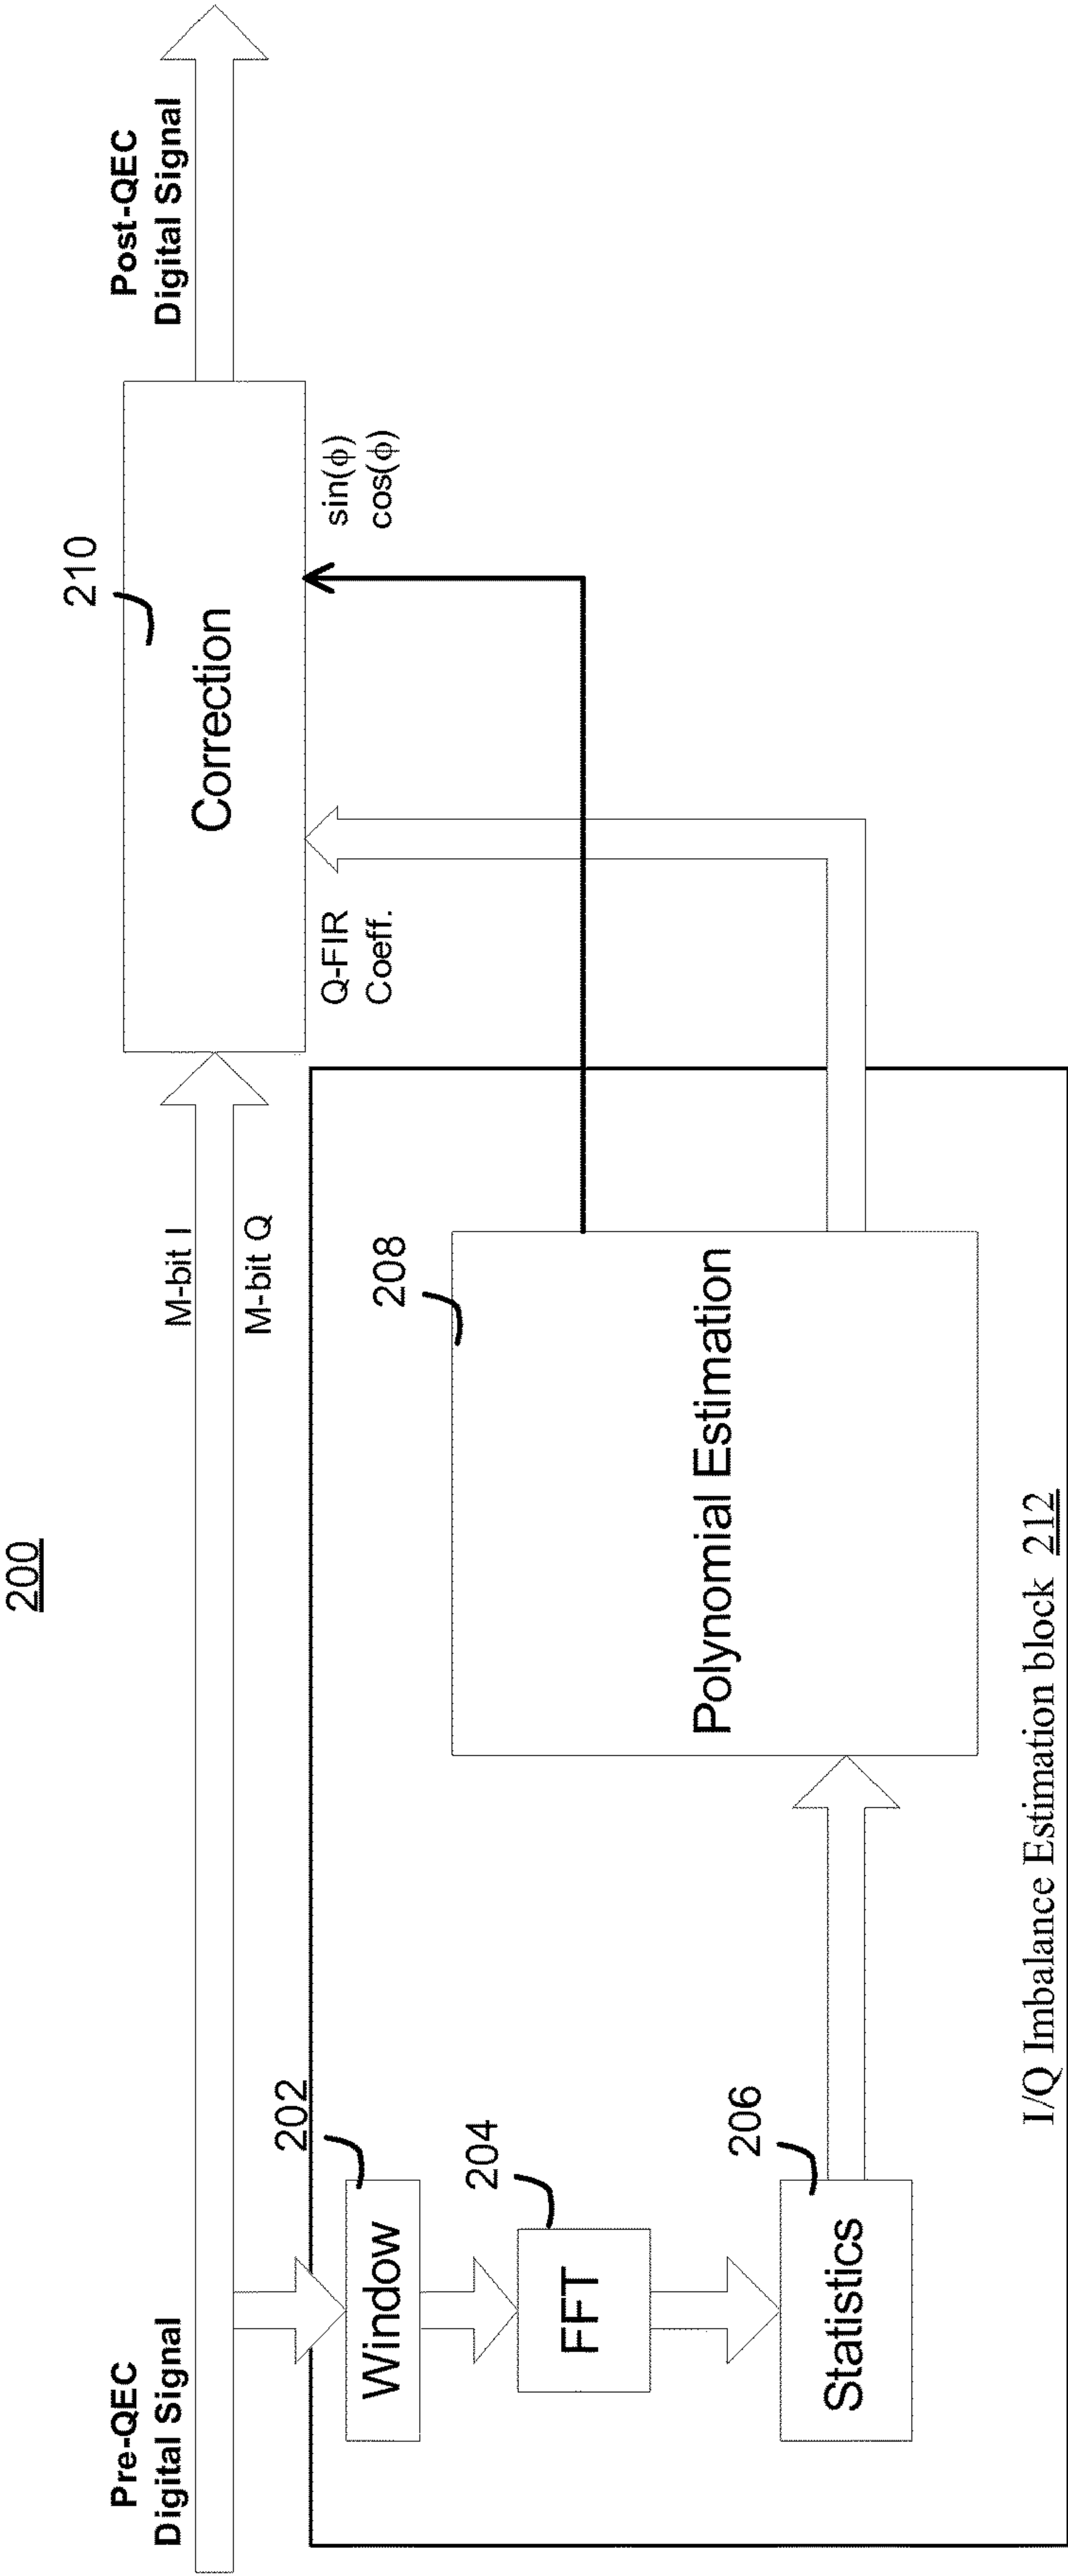 200
Pre-QEC
Digital Signal
M-bit I
M-bit Q
Post-QEC
Digital Signal
210
Correction
Q-FIR
Coeff.
sin(ϕ)
cos(ϕ)
202
Window
204
FFT
206
Statistics
208
Polynomial Estimation
I/Q Imbalance Estimation block 212